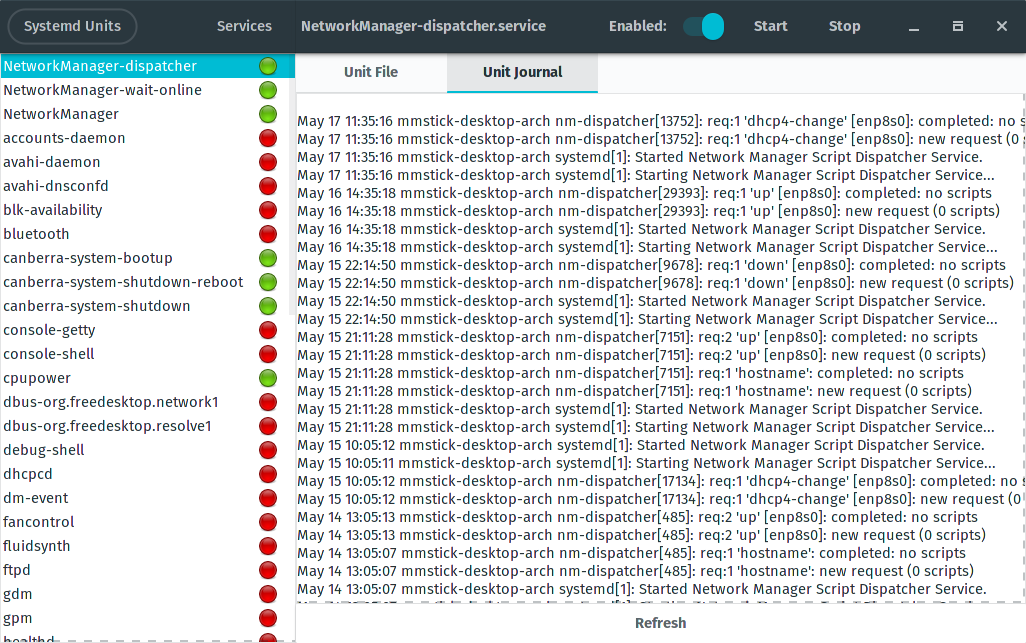 Systemd Units
Services
NetworkManager-dispatcher.service
Enabled:
Start
Stop
NetworkManager-dispatcher
NetworkManager-wait-online
NetworkManager
accounts-daemon
avahi-daemon
avahi-dnsconfd
blk-availability
bluetooth
canberra-system-bootup
canberra-system-shutdown-reboot
canberra-system-shutdown
console-getty
console-shell
cpupower
dbus-org.freedesktop.network1
dbus-org.freedesktop.resolve1
debug-shell
dhcpcd
dm-event
fancontrol
fluidsynth
ftpd
gdm
gpm
healthd
Unit File
Unit Journal
May 17 11:35:16 mmstick-desktop-arch nm-dispatcher[13752]: req:1 'dhcp4-change' [enp8s0]: completed: no s
May 17 11:35:16 mmstick-desktop-arch nm-dispatcher[13752]: req:1 'dhcp4-change' [enp8s0]: new request (0 s
May 17 11:35:16 mmstick-desktop-arch systemd[1]: Started Network Manager Script Dispatcher Service.
May 17 11:35:16 mmstick-desktop-arch systemd[1]: Starting Network Manager Script Dispatcher Service...
May 16 14:35:18 mmstick-desktop-arch nm-dispatcher[29393]: req:1 'up' [enp8s0]: completed: no scripts
May 16 14:35:18 mmstick-desktop-arch nm-dispatcher[29393]: req:1 'up' [enp8s0]: new request (0 scripts)
May 16 14:35:18 mmstick-desktop-arch systemd[1]: Started Network Manager Script Dispatcher Service.
May 16 14:35:18 mmstick-desktop-arch systemd[1]: Starting Network Manager Script Dispatcher Service...
May 15 22:14:50 mmstick-desktop-arch nm-dispatcher[9678]: req:1 'down' [enp8s0]: completed: no scripts
May 15 22:14:50 mmstick-desktop-arch nm-dispatcher[9678]: req:1 'down' [enp8s0]: new request (0 scripts)
May 15 22:14:50 mmstick-desktop-arch systemd[1]: Started Network Manager Script Dispatcher Service.
May 15 22:14:50 mmstick-desktop-arch systemd[1]: Starting Network Manager Script Dispatcher Service...
May 15 21:11:28 mmstick-desktop-arch nm-dispatcher[7151]: req:2 'up' [enp8s0]: completed: no scripts
May 15 21:11:28 mmstick-desktop-arch nm-dispatcher[7151]: req:2 'up' [enp8s0]: new request (0 scripts)
May 15 21:11:28 mmstick-desktop-arch nm-dispatcher[7151]: req:1 'hostname': completed: no scripts
May 15 21:11:28 mmstick-desktop-arch nm-dispatcher[7151]: req:1 'hostname': new request (0 scripts)
May 15 21:11:28 mmstick-desktop-arch systemd[1]: Started Network Manager Script Dispatcher Service.
May 15 21:11:28 mmstick-desktop-arch systemd[1]: Starting Network Manager Script Dispatcher Service...
May 15 10:05:12 mmstick-desktop-arch systemd[1]: Started Network Manager Script Dispatcher Service.
May 15 10:05:11 mmstick-desktop-arch systemd[1]: Starting Network Manager Script Dispatcher Service...
May 15 10:05:12 mmstick-desktop-arch nm-dispatcher[17134]: req:1 'dhcp4-change' [enp8s0]: completed: no s
May 15 10:05:12 mmstick-desktop-arch nm-dispatcher[17134]: req:1 'dhcp4-change' [enp8s0]: new request (0
May 14 13:05:13 mmstick-desktop-arch nm-dispatcher[485]: req:2 'up' [enp8s0]: completed: no scripts
May 14 13:05:13 mmstick-desktop-arch nm-dispatcher[485]: req:2 'up' [enp8s0]: new request (0 scripts)
May 14 13:05:07 mmstick-desktop-arch nm-dispatcher[485]: req:1 'hostname': completed: no scripts
May 14 13:05:07 mmstick-desktop-arch nm-dispatcher[485]: req:1 'hostname': new request (0 scripts)
May 14 13:05:07 mmstick-desktop-arch systemd[1]: Started Network Manager Script Dispatcher Service.
Refresh